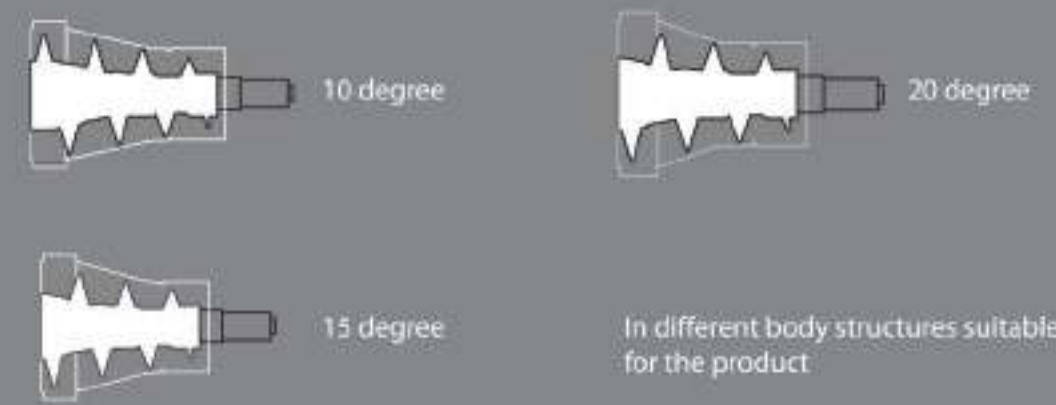 10 degree
20 degree
15 degree
In different body structures suitable
for the product